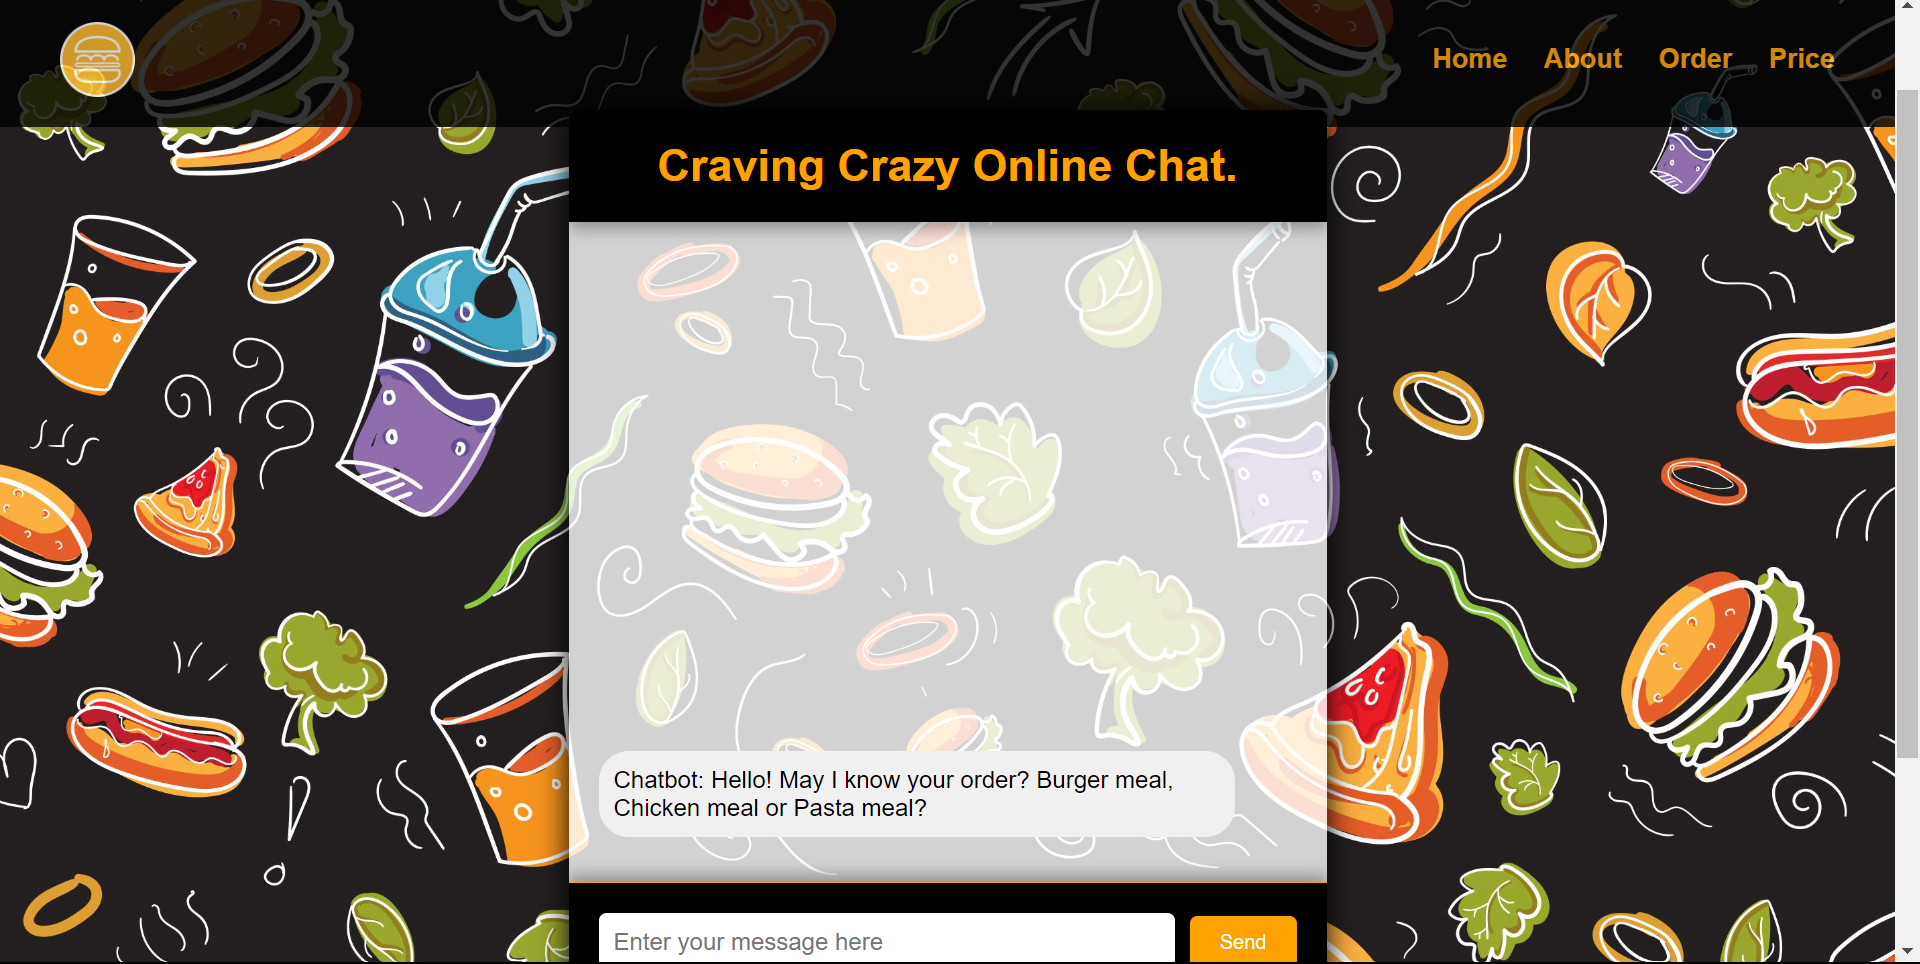 Home About Order Price
Craving Crazy Online Chat.
Chatbot: Hello! May I know your order? Burger meal,
Chicken meal or Pasta meal?
Enter your message here
Send